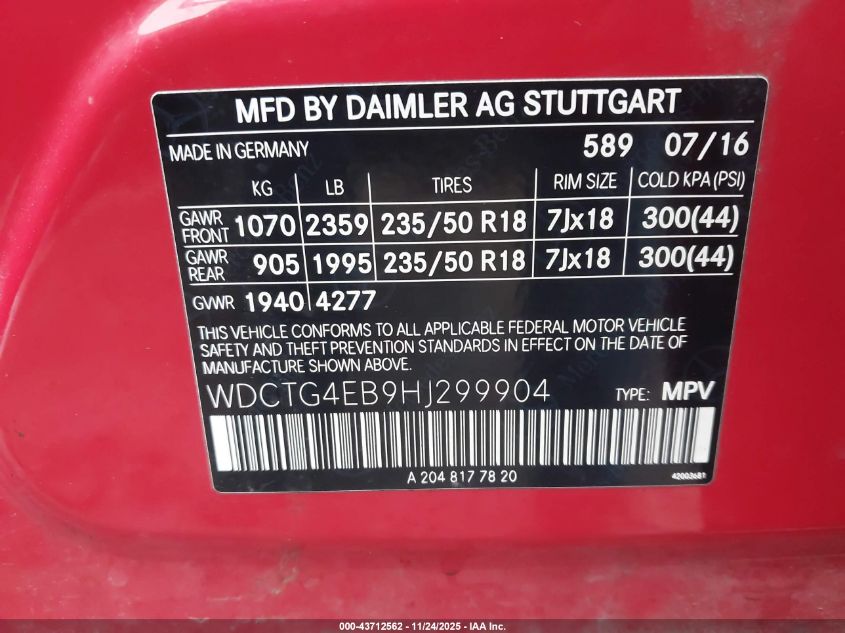 MFD BY DAIMLER AG STUTTGART
MADE IN GERMANY 589 07/16
KG LB TIRES RIM SIZE COLD KPA (PSI)
GAWR FRONT 1070 2359 235/50 R18 7Jx18 300(44)
GAWR REAR 905 1995 235/50 R18 7Jx18 300(44)
GVWR 1940 4277
THIS VEHICLE CONFORMS TO ALL APPLICABLE FEDERAL MOTOR VEHICLE
SAFETY AND THEFT PREVENTION STANDARDS IN EFFECT ON THE DATE OF
MANUFACTURE SHOWN ABOVE.
WDCTG4EB9HJ299904 TYPE: MPV
A 204 817 78 20 42003681
000-43712562 - 11/24/2025 - IAA Inc.